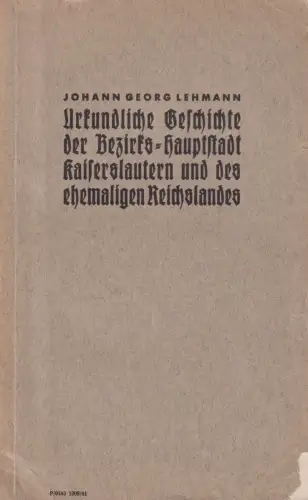 JOHANN GEORG LEHMANN
Urkundliche Geschichte
der Bezirks-Hauptstadt
Kaiserslautern und des
ehemaligen Reichslandes